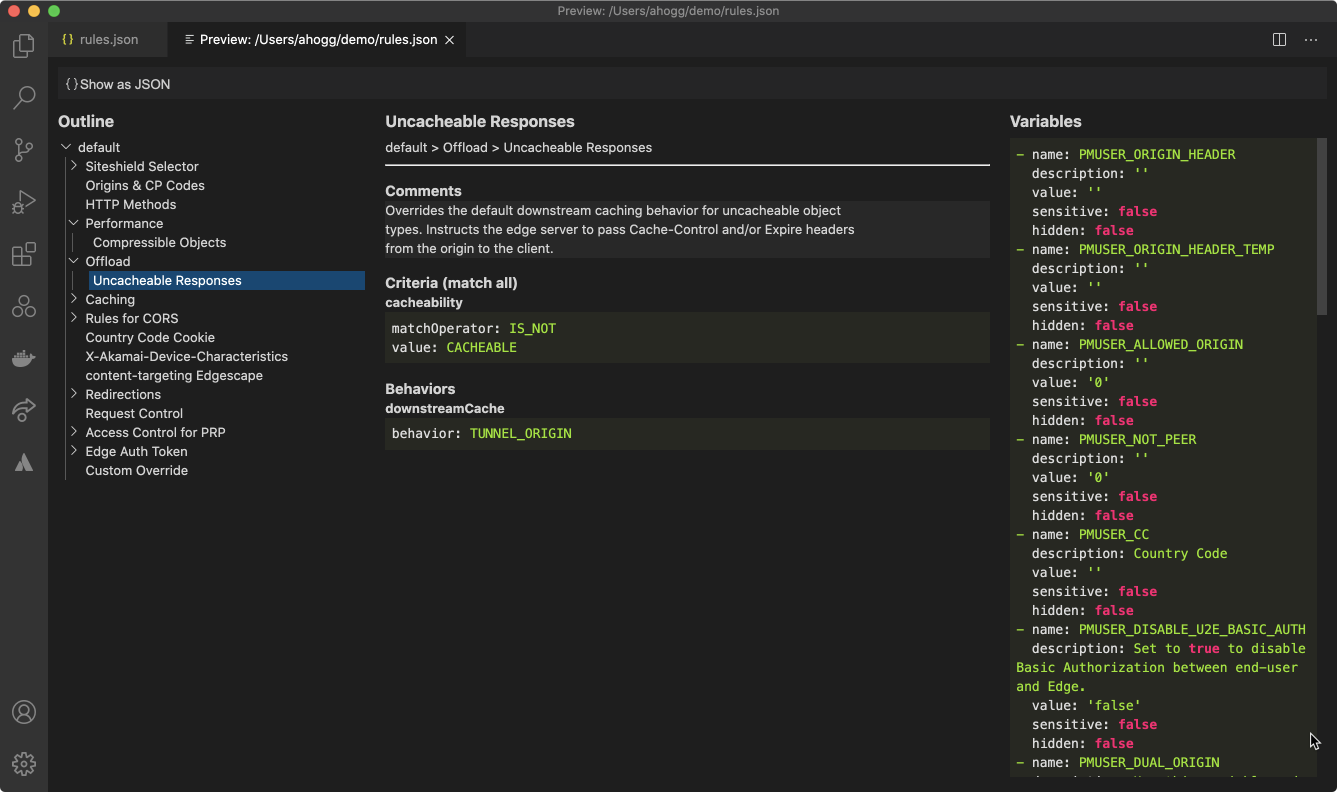 Preview: /Users/ahogg/demo/rules.json
{} rules.json
Preview: /Users/ahogg/demo/rules.json
{} Show as JSON
Outline
default
Siteshield Selector
Origins & CP Codes
HTTP Methods
Performance
Compressible Objects
Offload
Uncacheable Responses
Caching
Rules for CORS
Country Code Cookie
X-Akamai-Device-Characteristics
content-targeting Edgescape
Redirections
Request Control
Access Control for PRP
Edge Auth Token
Custom Override
Uncacheable Responses
default > Offload > Uncacheable Responses
Comments
Overrides the default downstream caching behavior for uncacheable object
types. Instructs the edge server to pass Cache-Control and/or Expire headers
from the origin to the client.
Criteria (match all)
cacheability
matchOperator: IS_NOT
value: CACHEABLE
Behaviors
downstreamCache
behavior: TUNNEL_ORIGIN
Variables
- name: PMUSER_ORIGIN_HEADER
description: ''
value: ''
sensitive: false
hidden: false
- name: PMUSER_ORIGIN_HEADER_TEMP
description: ''
value: ''
sensitive: false
hidden: false
- name: PMUSER_ALLOWED_ORIGIN
description: ''
value: '0'
sensitive: false
hidden: false
- name: PMUSER_NOT_PEER
description: ''
value: '0'
sensitive: false
hidden: false
- name: PMUSER_CC
description: Country Code
value: ''
sensitive: false
hidden: false
- name: PMUSER_DISABLE_U2E_BASIC_AUTH
description: Set to true to disable
Basic Authorization between end-user
and Edge.
value: 'false'
sensitive: false
hidden: false
- name: PMUSER_DUAL_ORIGIN